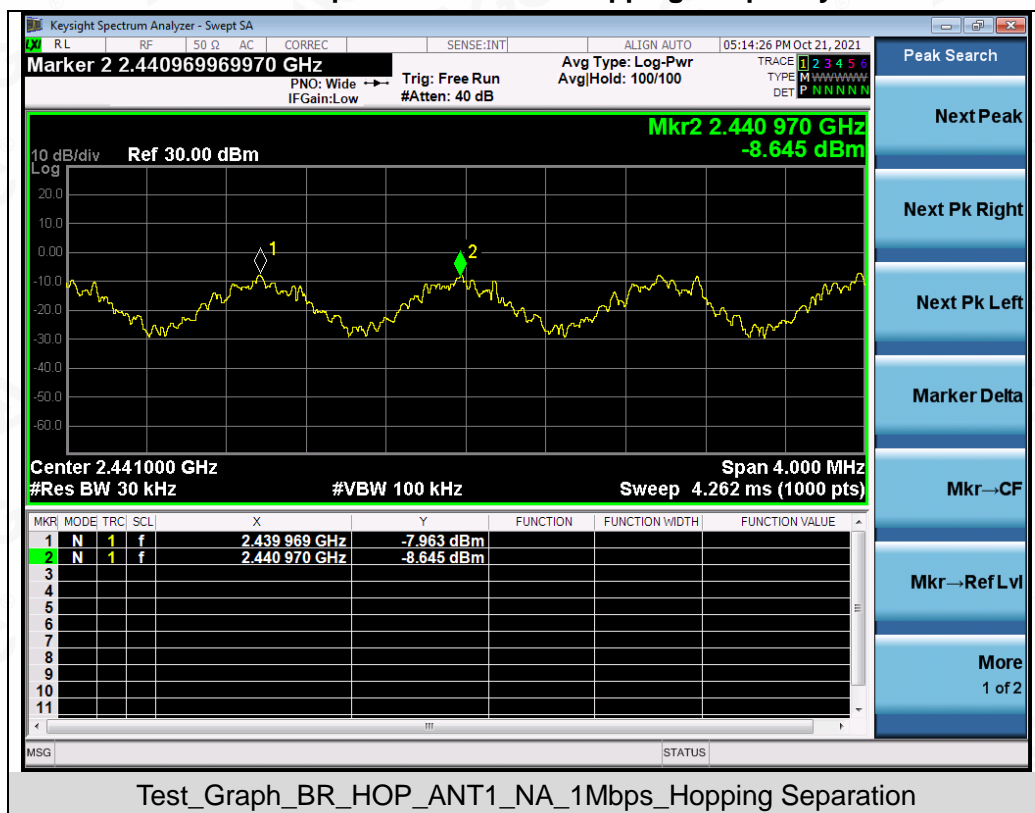 Keysight Spectrum Analyzer - Swept SA
LXI RL RF 50 Ω AC CORREC SENSE:INT ALIGN AUTO 05:14:26 PM Oct 21, 2021
Marker 2 2.440969969970 GHz
PNO: Wide
IFGain:Low
Trig: Free Run
#Atten: 40 dB
Avg Type: Log-Pwr
Avg|Hold: 100/100
TRACE 1 2 3 4 5 6
TYPE M WWWWW
DET P N N N N N
Mkr2 2.440 970 GHz
-8.645 dBm
10 dB/div Ref 30.00 dBm
Log
20.0
10.0
0.00
-10.0
-20.0
-30.0
-40.0
-50.0
-60.0
1
2
Center 2.441000 GHz Span 4.000 MHz
#Res BW 30 kHz #VBW 100 kHz Sweep 4.262 ms (1000 pts)
MKR MODE TRC SCL X Y FUNCTION FUNCTION WIDTH FUNCTION VALUE
1 N 1 f 2.439 969 GHz -7.963 dBm
2 N 1 f 2.440 970 GHz -8.645 dBm
3
4
5
6
7
8
9
10
11
MSG STATUS
Peak Search
Next Peak
Next Pk Right
Next Pk Left
Marker Delta
Mkr→CF
Mkr→Ref Lvl
More
1 of 2
Test_Graph_BR_HOP_ANT1_NA_1Mbps_Hopping Separation